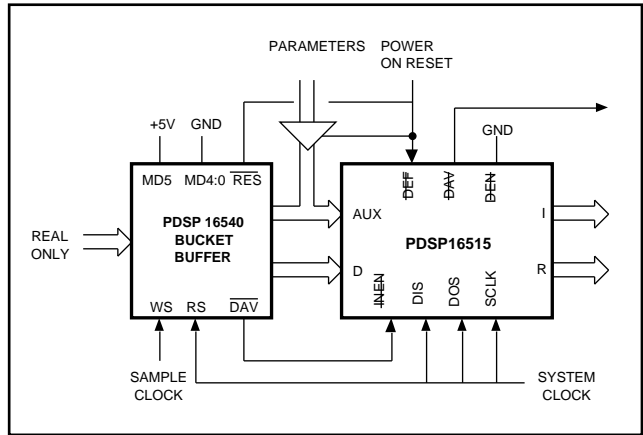 PARAMETERS
POWER
ON RESET
+5V
GND
GND
MD5
MD4:0
RES
DEF
DAV
DEN
PDSP 16540
BUCKET
BUFFER
AUX
I
PDSP16515
REAL
ONLY
D
R
INEN
DIS
DOS
SCLK
WS
RS
DAV
SAMPLE
CLOCK
SYSTEM
CLOCK